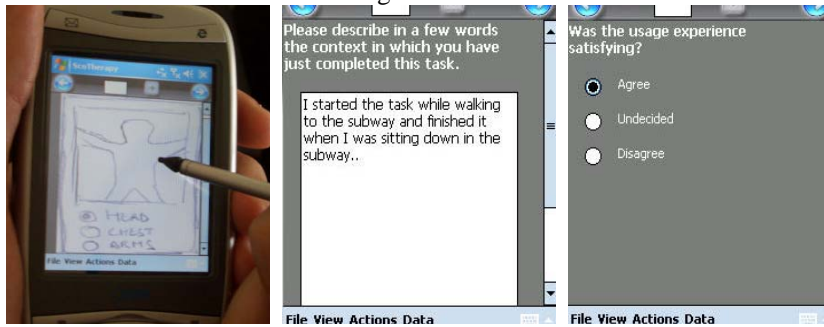 ScoTherapy
HEAD
CHEST
ARMS
File View Actions Data
Please describe in a few words
the context in which you have
just completed this task.
I started the task while walking
to the subway and finished it
when I was sitting down in the
subway..
File View Actions Data
Was the usage experience
satisfying?
Agree
Undecided
Disagree
File View Actions Data